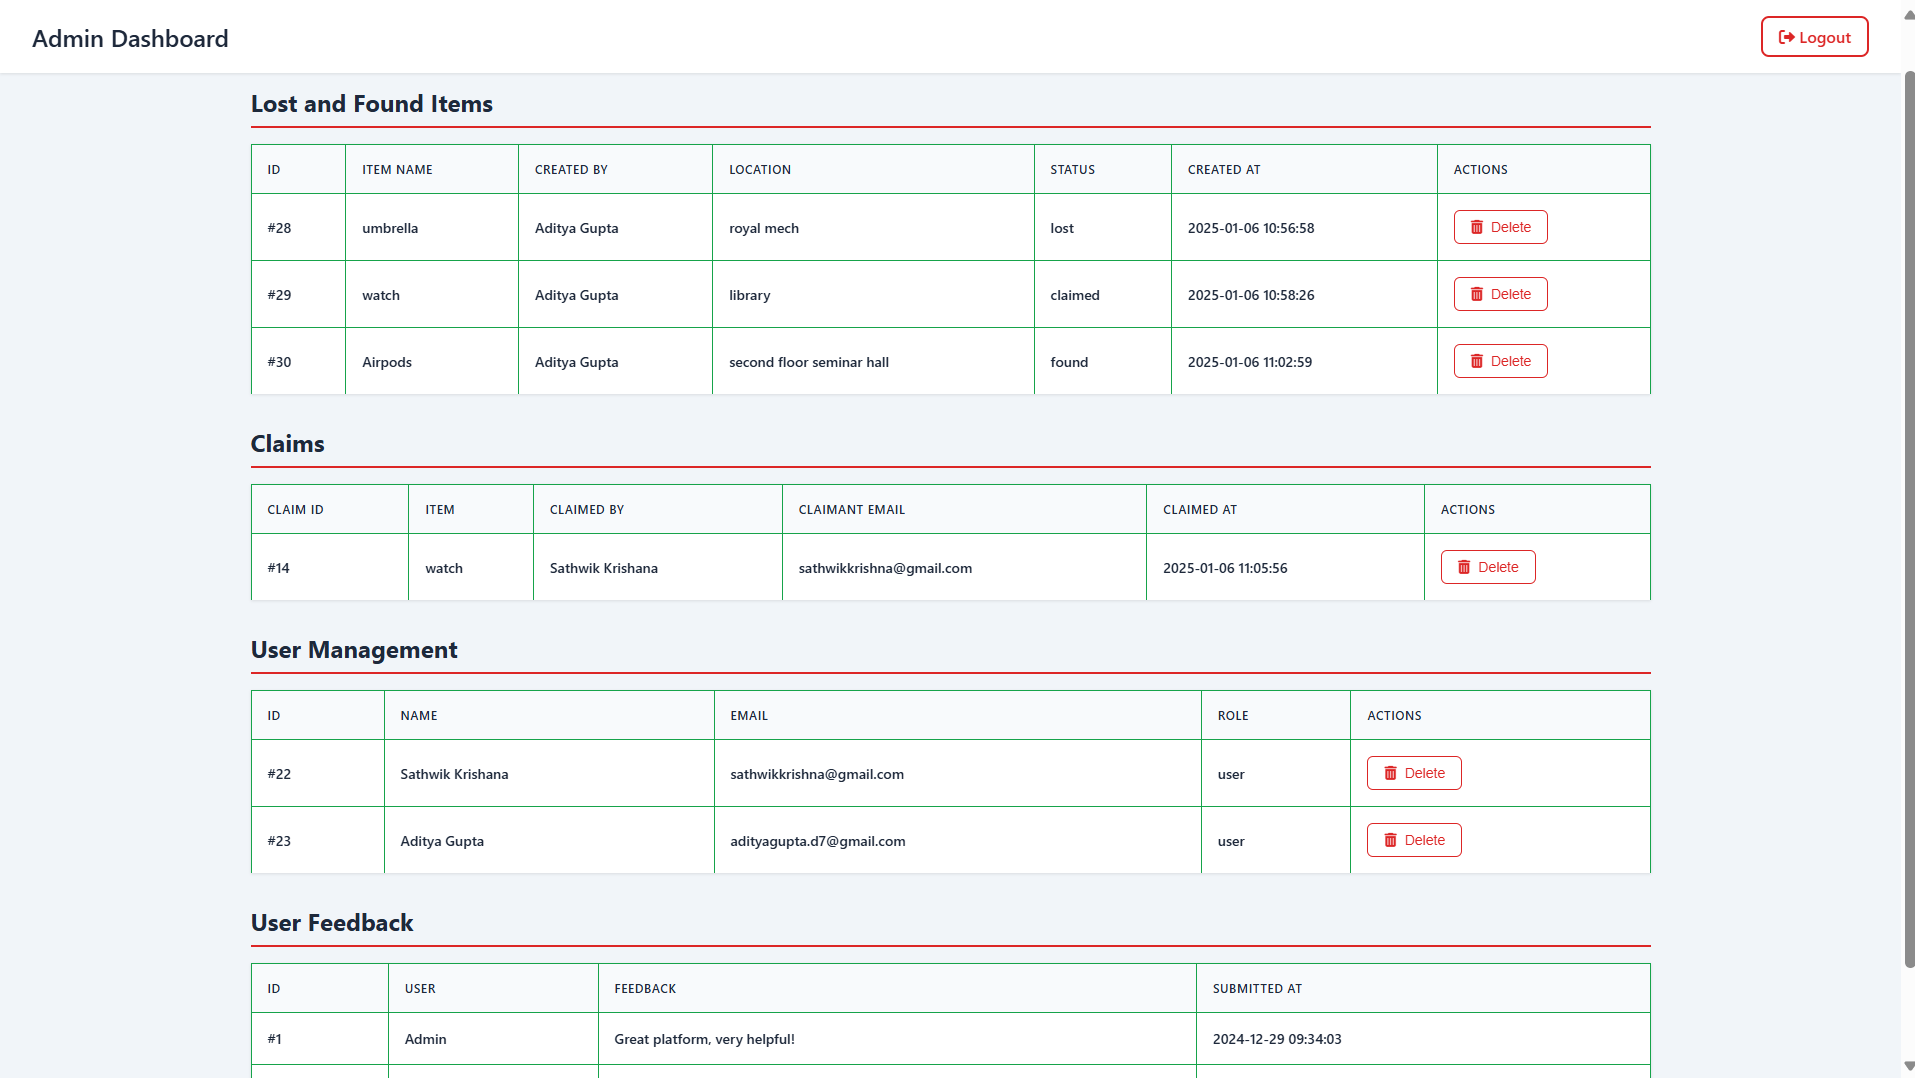 Admin Dashboard
Logout
Lost and Found Items
ID ITEM NAME CREATED BY LOCATION STATUS CREATED AT ACTIONS
#28 umbrella Aditya Gupta royal mech lost 2025-01-06 10:56:58 Delete
#29 watch Aditya Gupta library claimed 2025-01-06 10:58:26 Delete
#30 Airpods Aditya Gupta second floor seminar hall found 2025-01-06 11:02:59 Delete
Claims
CLAIM ID ITEM CLAIMED BY CLAIMANT EMAIL CLAIMED AT ACTIONS
#14 watch Sathwik Krishana sathwikkrishna@gmail.com 2025-01-06 11:05:56 Delete
User Management
ID NAME EMAIL ROLE ACTIONS
#22 Sathwik Krishana sathwikkrishna@gmail.com user Delete
#23 Aditya Gupta adityagupta.d7@gmail.com user Delete
User Feedback
ID USER FEEDBACK SUBMITTED AT
#1 Admin Great platform, very helpful! 2024-12-29 09:34:03